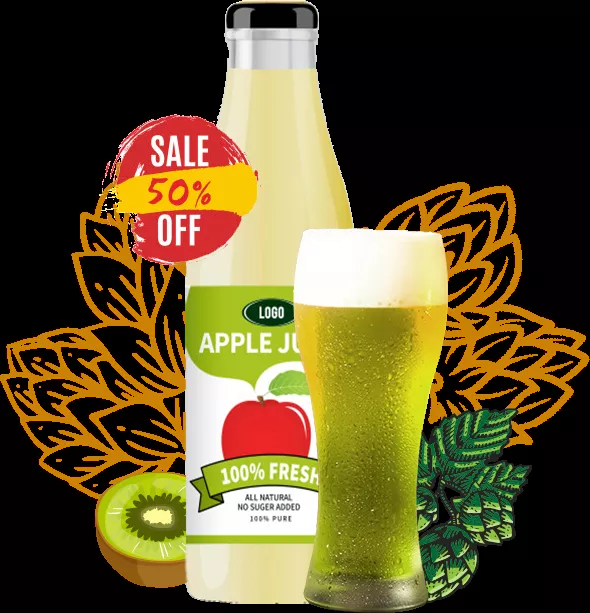 SALE
50%
OFF
LOGO
APPLE JU
100% FRESH
ALL NATURAL
NO SUGER ADDED
100% PURE